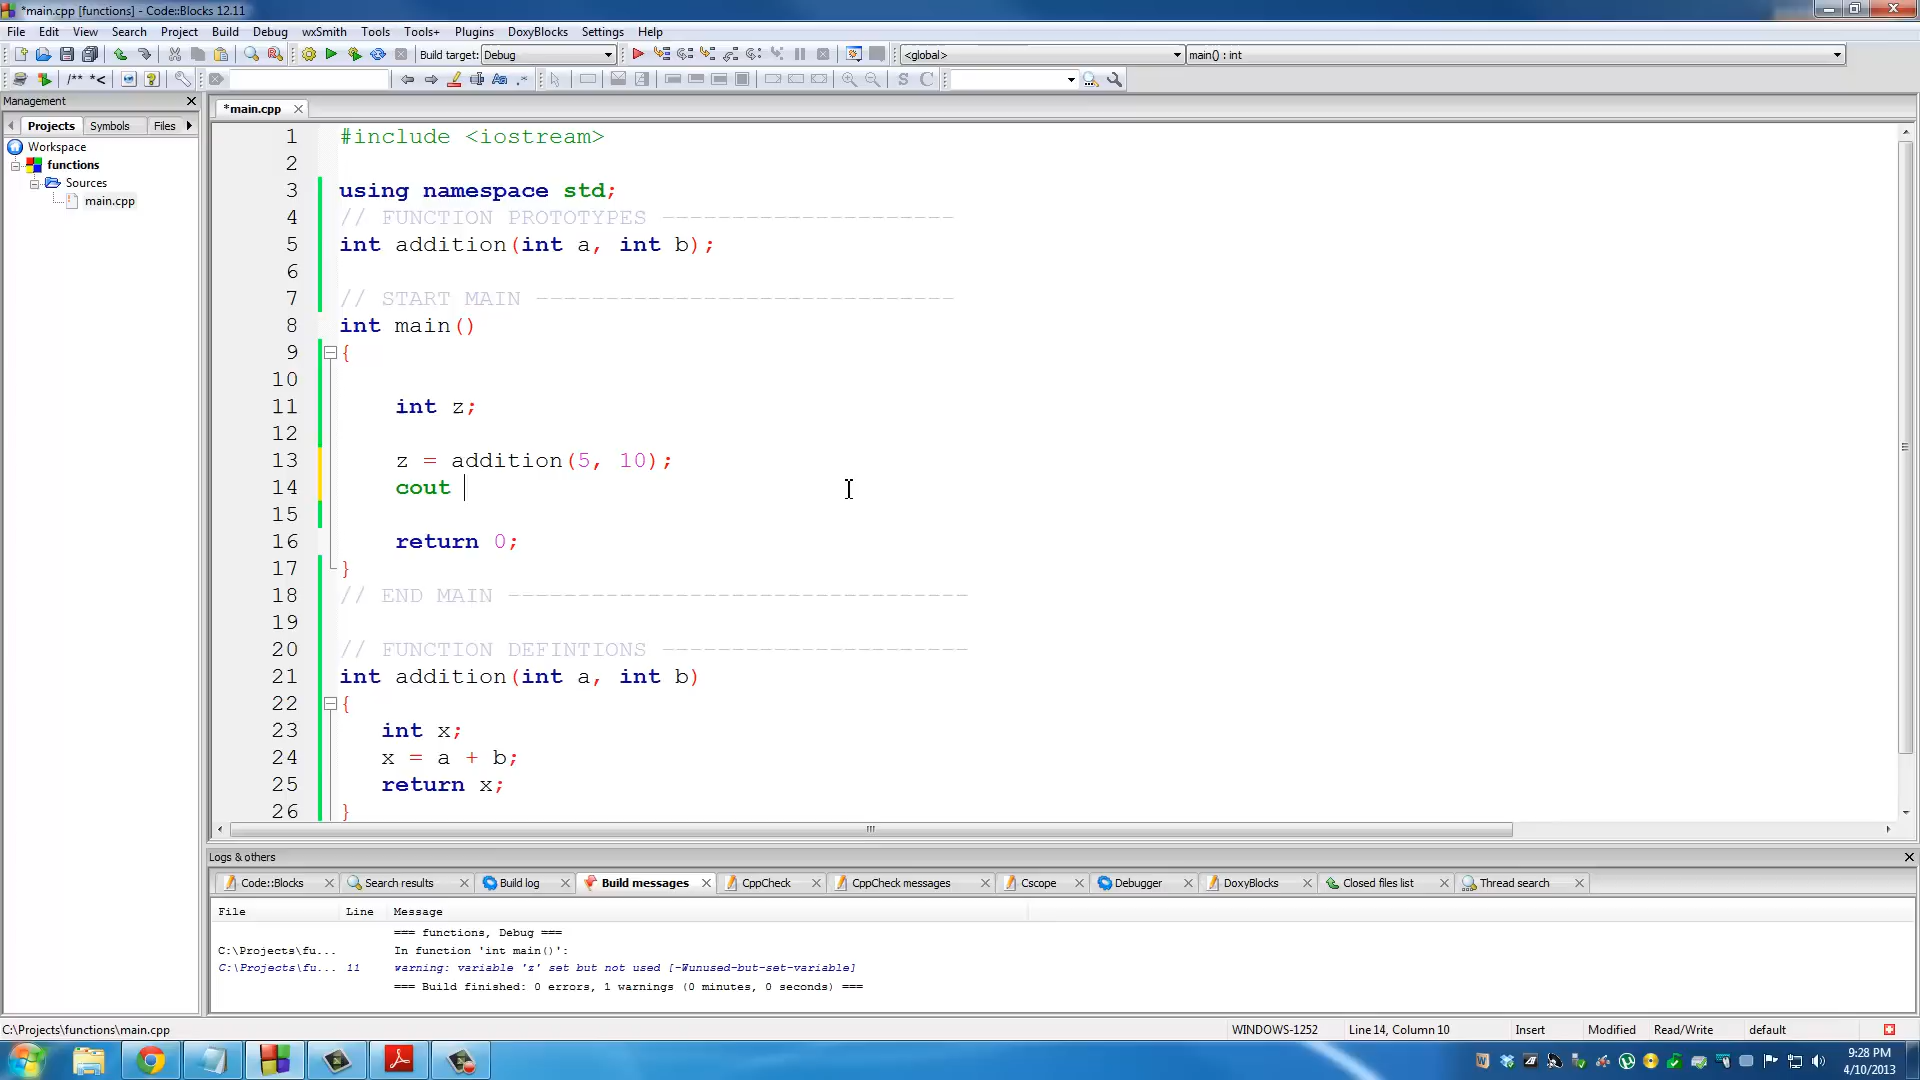 *main.cpp [functions] - Code::Blocks 12.11
File Edit View Search Project Build Debug wxSmith Tools Tools+ Plugins DoxyBlocks Settings Help
Build target: Debug <global> main() : int
/** *< Aa .* S C
Management
Projects Symbols Files
Workspace
functions
Sources
main.cpp
*main.cpp
1 #include <iostream>
2
3 using namespace std;
4 // FUNCTION PROTOTYPES ---------------------
5 int addition(int a, int b);
6
7 // START MAIN ------------------------------
8 int main()
9 {
10
11 int z;
12
13 z = addition(5, 10);
14 cout
15
16 return 0;
17 }
18 // END MAIN ---------------------------------
19
20 // FUNCTION DEFINTIONS ----------------------
21 int addition(int a, int b)
22 {
23 int x;
24 x = a + b;
25 return x;
26 }
Logs & others
Code::Blocks Search results Build log Build messages CppCheck CppCheck messages Cscope Debugger DoxyBlocks Closed files list Thread search
File Line Message
=== functions, Debug ===
C:\Projects\fu... In function 'int main()':
C:\Projects\fu... 11 warning: variable 'z' set but not used [-Wunused-but-set-variable]
=== Build finished: 0 errors, 1 warnings (0 minutes, 0 seconds) ===
C:\Projects\functions\main.cpp WINDOWS-1252 Line 14, Column 10 Insert Modified Read/Write default
9:28 PM
4/10/2013